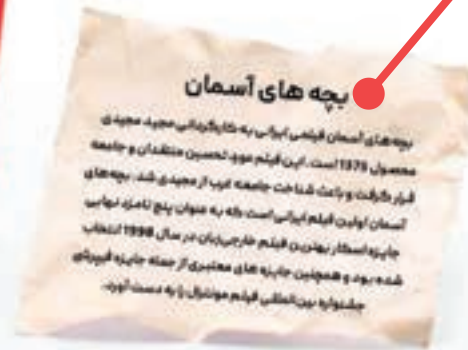 بچه های آسمان
بچه‌های آسمان فیلمی ایرانی به کارگردانی مجید مجیدی
محصول 1375 است. این فیلم مورد تحسین منتقدان و جامعه
قرار گرفت و باعث شناخت جامعه غرب از مجیدی شد. بچه‌های
آسمان اولین فیلم ایرانی است که به عنوان پنج نامزد نهایی
جایزه اسکار بهترین فیلم خارجی‌زبان در سال 1998 انتخاب
شده بود و همچنین جایزه های معتبری از جمله جایزه فیپرشی
جشنواره بین‌المللی فیلم مونترال را به دست آورد.